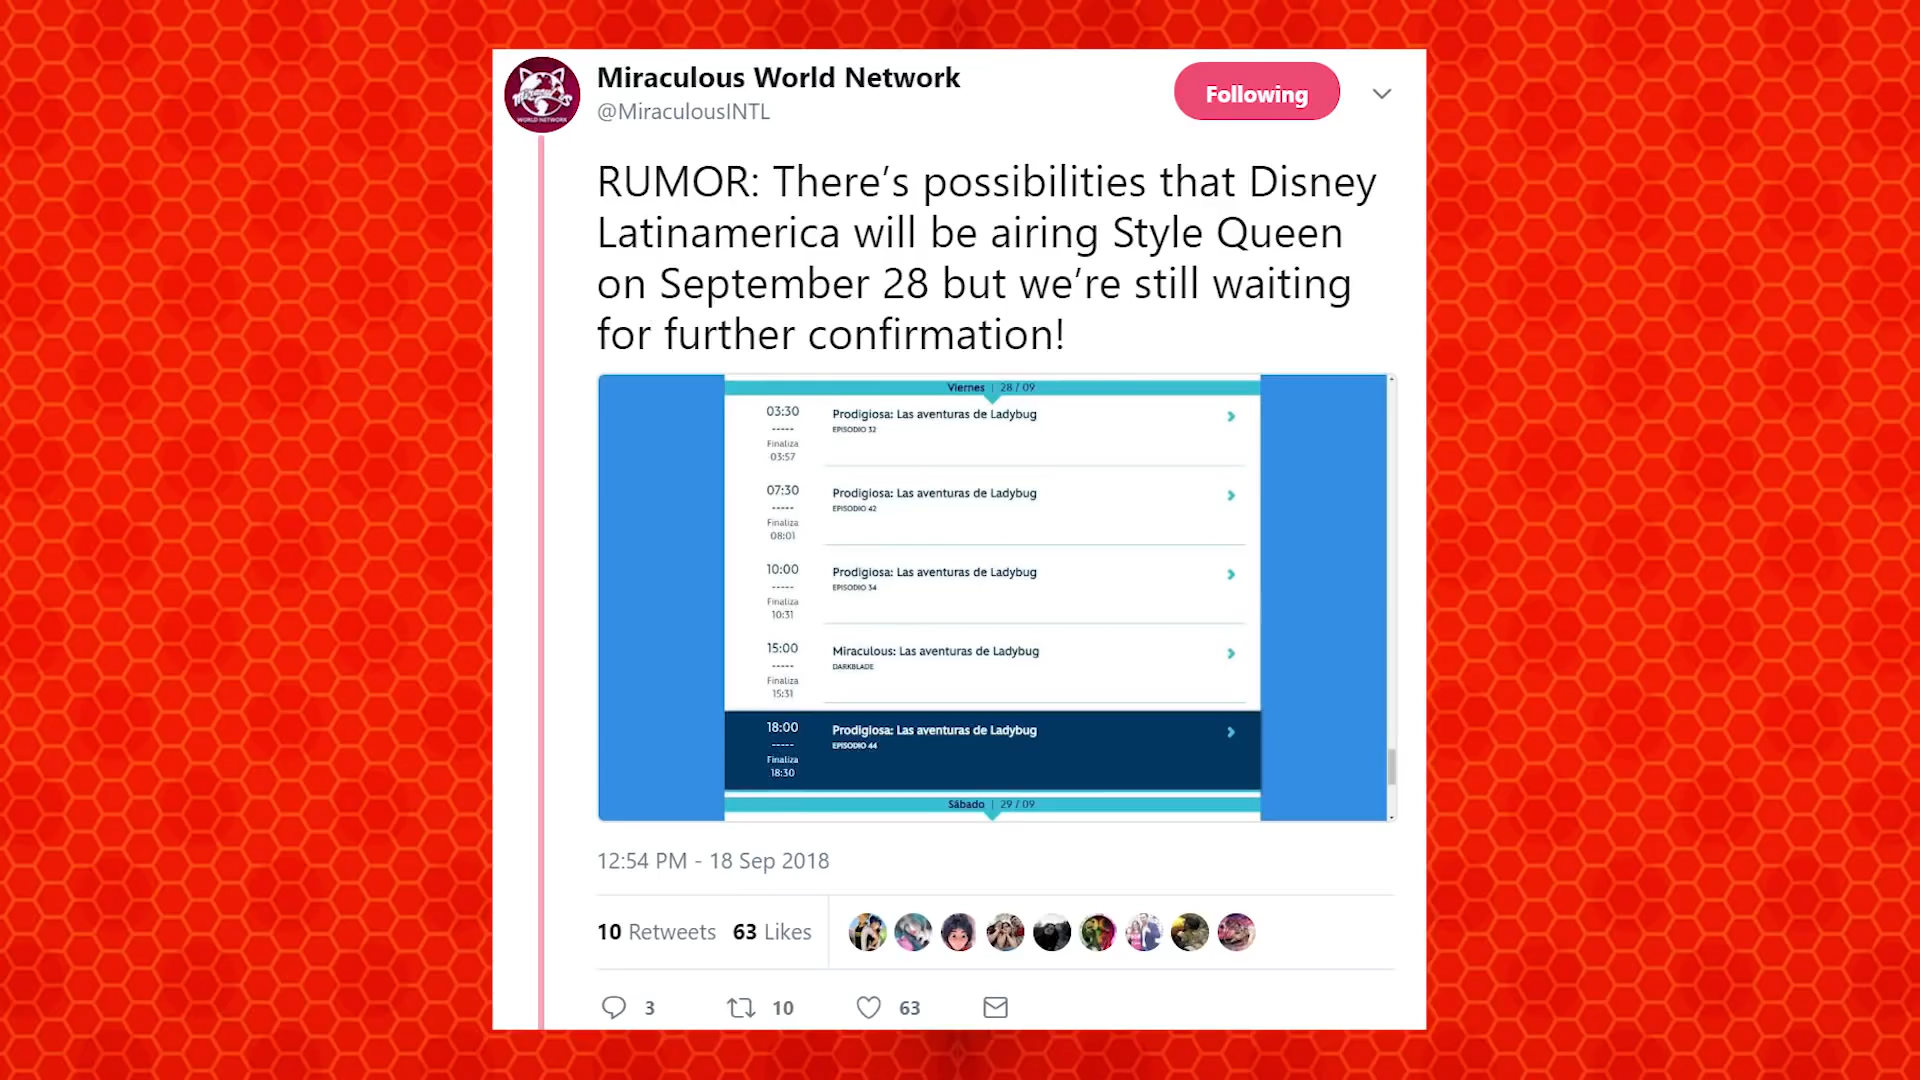 Miraculous World Network
@MiraculousINTL
Following
WORLD NETWORK
RUMOR: There’s possibilities that Disney
Latinamerica will be airing Style Queen
on September 28 but we’re still waiting
for further confirmation!
Viernes | 28 / 09
03:30
-----
Finaliza
03:57
Prodigiosa: Las aventuras de Ladybug
EPISODIO 32
07:30
-----
Finaliza
08:01
Prodigiosa: Las aventuras de Ladybug
EPISODIO 42
10:00
-----
Finaliza
10:31
Prodigiosa: Las aventuras de Ladybug
EPISODIO 34
15:00
-----
Finaliza
15:31
Miraculous: Las aventuras de Ladybug
DARKBLADE
18:00
-----
Finaliza
18:30
Prodigiosa: Las aventuras de Ladybug
EPISODIO 44
Sábado | 29 / 09
12:54 PM - 18 Sep 2018
10 Retweets 63 Likes
3 10 63